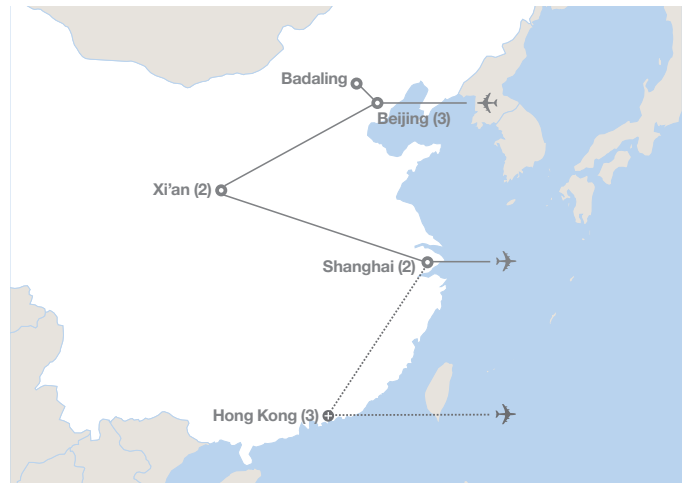 Badaling
Beijing (3)
Xi’an (2)
Shanghai (2)
Hong Kong (3)